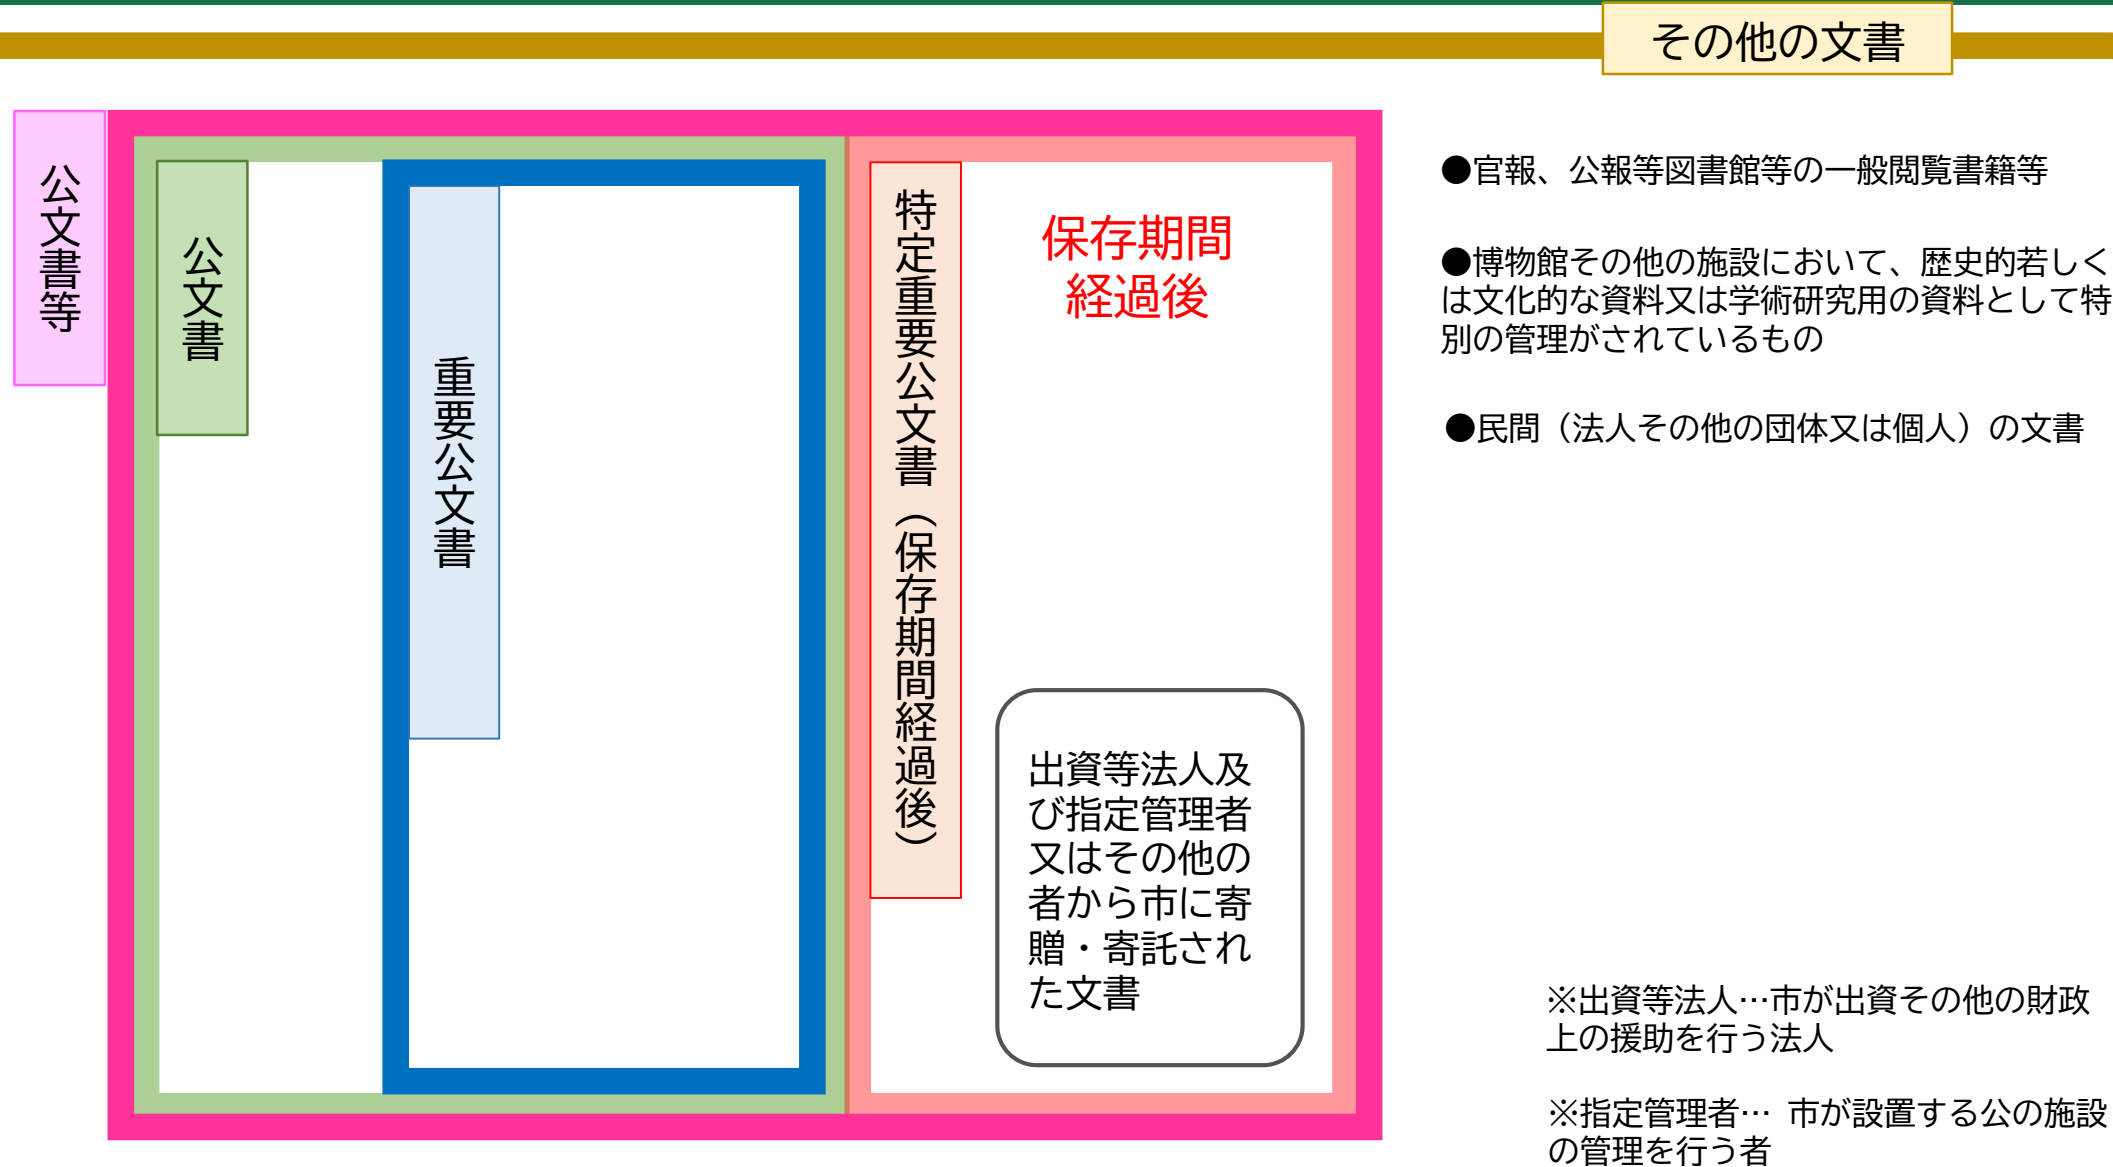 その他の文書
公文書等
公文書
重要公文書
特定重要公文書（保存期間経過後）
保存期間
経過後
出資等法人及
び指定管理者
又はその他の
者から市に寄
贈・寄託され
た文書
●官報、公報等図書館等の一般閲覧書籍等
●博物館その他の施設において、歴史的若しく
は文化的な資料又は学術研究用の資料として特
別の管理がされているもの
●民間（法人その他の団体又は個人）の文書
※出資等法人…市が出資その他の財政
上の援助を行う法人
※指定管理者… 市が設置する公の施設
の管理を行う者